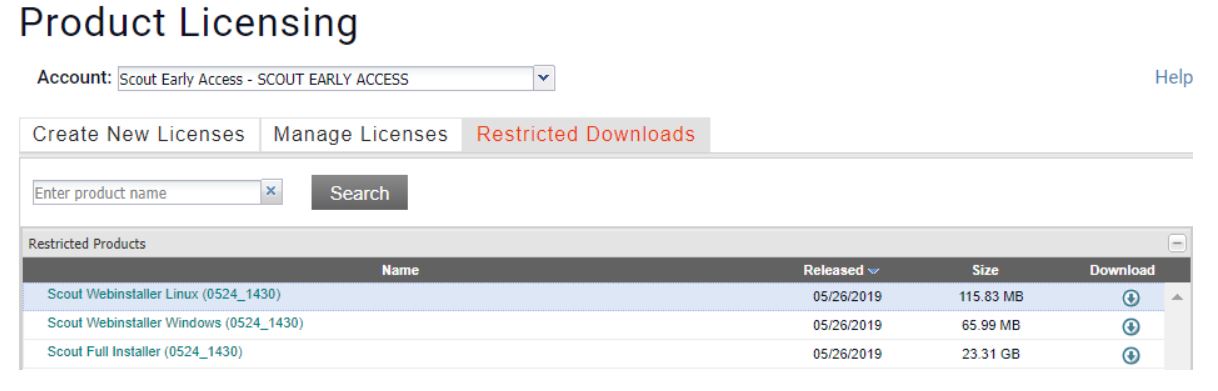 Product Licensing
Account: Scout Early Access - SCOUT EARLY ACCESS
Help
Create New Licenses Manage Licenses Restricted Downloads
Enter product name Search
Restricted Products
Name Released Size Download
Scout Webinstaller Linux (0524_1430) 05/26/2019 115.83 MB
Scout Webinstaller Windows (0524_1430) 05/26/2019 65.99 MB
Scout Full Installer (0524_1430) 05/26/2019 23.31 GB